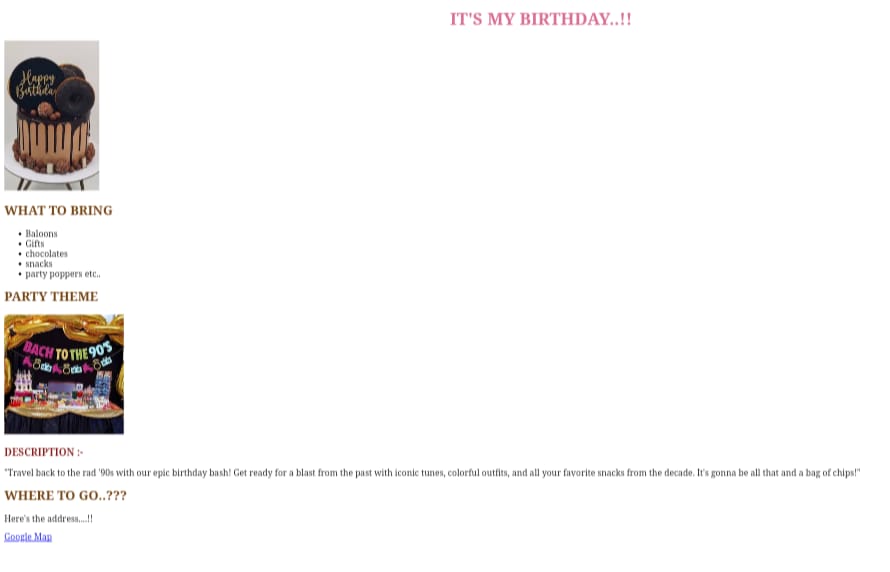 IT'S MY BIRTHDAY..!!
Happy
Birthday
WHAT TO BRING
• Baloons
• Gifts
• chocolates
• snacks
• party poppers etc..
PARTY THEME
BACH TO THE 90'S
DESCRIPTION :-
"Travel back to the rad '90s with our epic birthday bash! Get ready for a blast from the past with iconic tunes, colorful outfits, and all your favorite snacks from the decade. It's gonna be all that and a bag of chips!"
WHERE TO GO..???
Here's the address....!!
Google Map